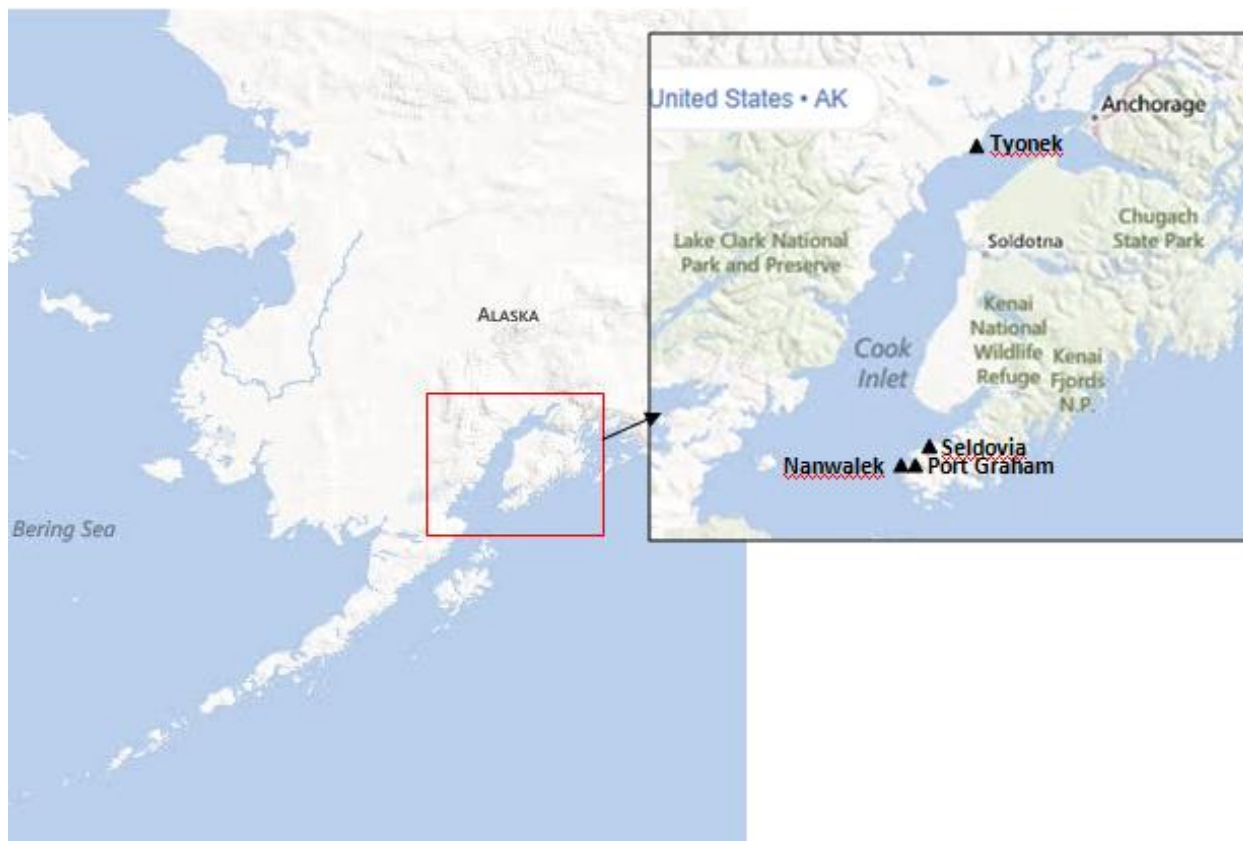 ALASKA
Bering Sea
United States • AK
Anchorage
Tyonek
Lake Clark National
Park and Preserve
Soldotna
Chugach
State Park
Kenai
National
Wildlife
Refuge
Kenai
Fjords
N.P.
Cook
Inlet
Seldovia
Nanwalek
Port Graham